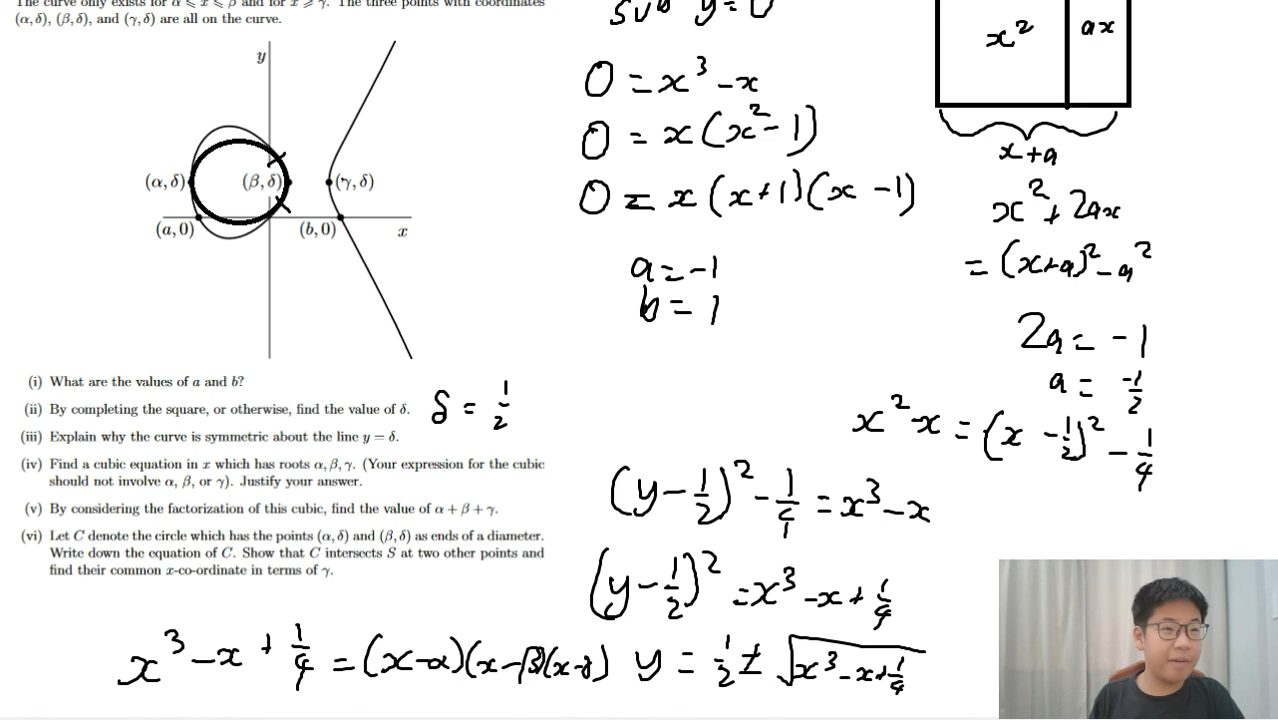 The curve only exists for α ⩽ x ⩽ β and for x ⩾ γ. The three points with coordinates
(α, δ), (β, δ), and (γ, δ) are all on the curve.
y
(α, δ)
(β, δ)
(γ, δ)
(a, 0)
(b, 0)
x
(i) What are the values of a and b?
(ii) By completing the square, or otherwise, find the value of δ.
δ = 1/2
(iii) Explain why the curve is symmetric about the line y = δ.
(iv) Find a cubic equation in x which has roots α, β, γ. (Your expression for the cubic
should not involve α, β, or γ). Justify your answer.
(v) By considering the factorization of this cubic, find the value of α + β + γ.
(vi) Let C denote the circle which has the points (α, δ) and (β, δ) as ends of a diameter.
Write down the equation of C. Show that C intersects S at two other points and
find their common x-co-ordinate in terms of γ.
x³ - x + 1/4 = (x-α)(x-β)(x-γ)
sub y = 0
0 = x³ - x
0 = x(x² - 1)
0 = x(x+1)(x-1)
a = -1
b = 1
x²
ax
x+a
x² + 2ax
= (x+a)² - a²
2a = -1
a = -1/2
x² - x = (x - 1/2)² - 1/4
(y - 1/2)² - 1/4 = x³ - x
(y - 1/2)² = x³ - x + 1/4
y = 1/2 ± √(x³ - x + 1/4)